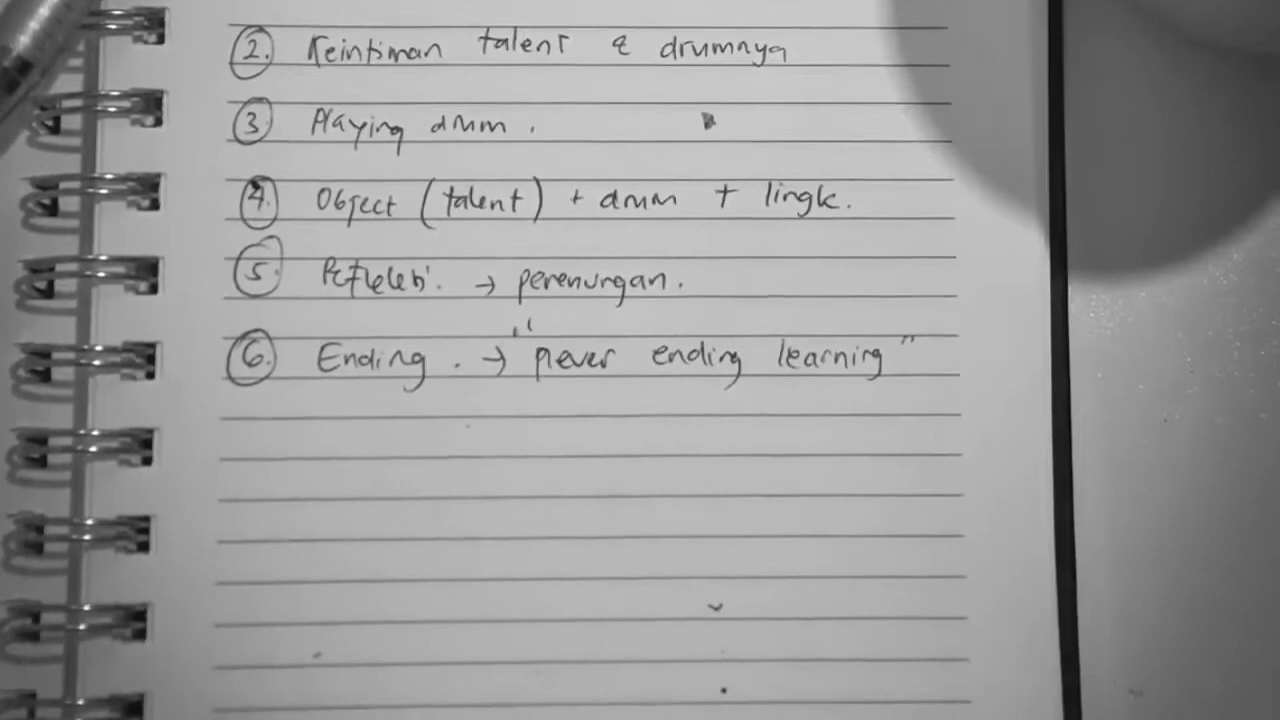 2. Keintiman talent & drumnya
3. Playing drum.
4. Object (talent) + drum + lingk.
5. Refleksi. → perenungan.
6. Ending. → "Never ending learning"